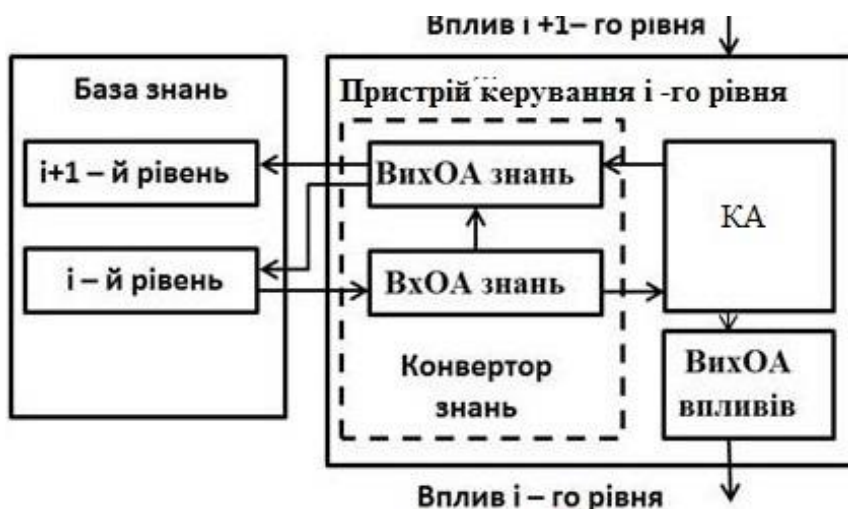 Вплив і +1– го рівня
База знань
Пристрій керування і -го рівня
і+1 – й рівень
ВихОА знань
КА
і – й рівень
ВхОА знань
Конвертор
знань
ВихОА
впливів
Вплив і – го рівня